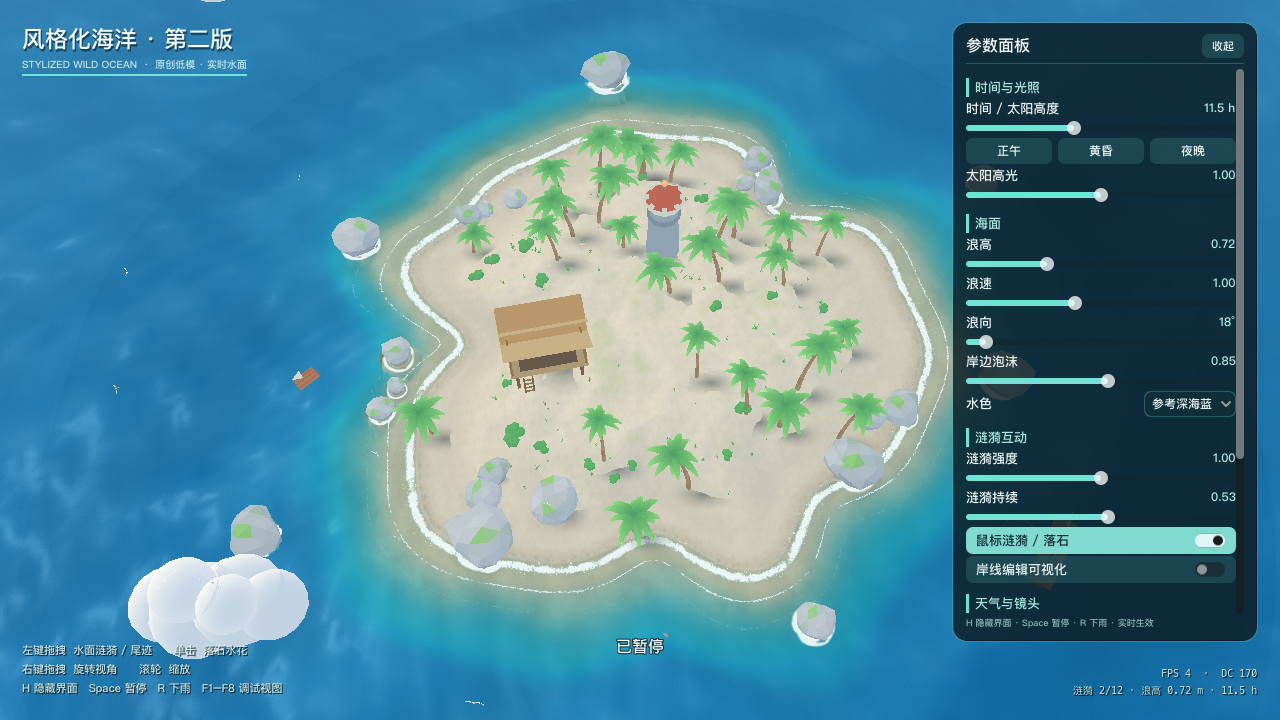 风格化海洋 · 第二版
STYLIZED WILD OCEAN · 原创低模 · 实时水面
参数面板
收起
时间与光照
时间 / 太阳高度 11.5 h
正午 黄昏 夜晚
太阳高光 1.00
海面
浪高 0.72
浪速 1.00
浪向 18°
岸边泡沫 0.85
水色 参考深海蓝
涟漪互动
涟漪强度 1.00
涟漪持续 0.53
鼠标涟漪 / 落石
岸线编辑可视化
天气与镜头
H 隐藏界面 · Space 暂停 · R 下雨 · 实时生效
已暂停
左键拖拽 水面涟漪 / 尾迹 单击 落石水花
右键拖拽 旋转视角 滚轮 缩放
H 隐藏界面 Space 暂停 R 下雨 F1—F8 调试视图
FPS 4 · DC 170
涟漪 2/12 · 浪高 0.72 m · 11.5 h